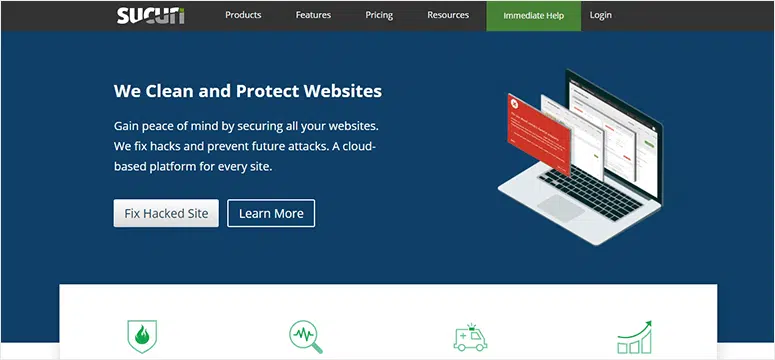 sucuri
Products Features Pricing Resources Immediate Help Login
We Clean and Protect Websites
Gain peace of mind by securing all your websites.
We fix hacks and prevent future attacks. A cloud-
based platform for every site.
Fix Hacked Site Learn More